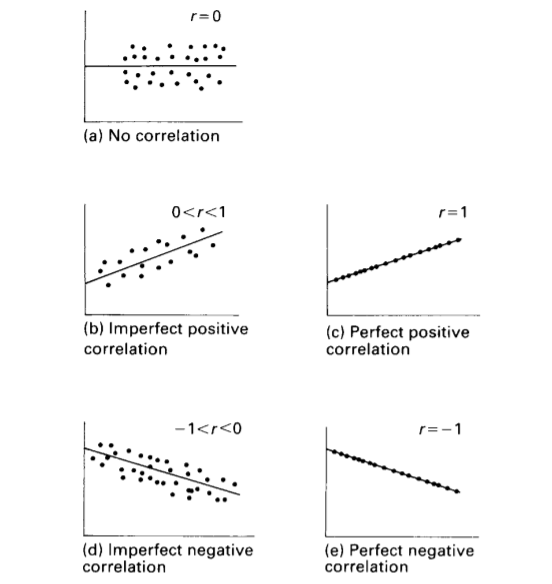 r=0
(a) No correlation
0<r<1
(b) Imperfect positive
correlation
r=1
(c) Perfect positive
correlation
−1<r<0
(d) Imperfect negative
correlation
r=−1
(e) Perfect negative
correlation